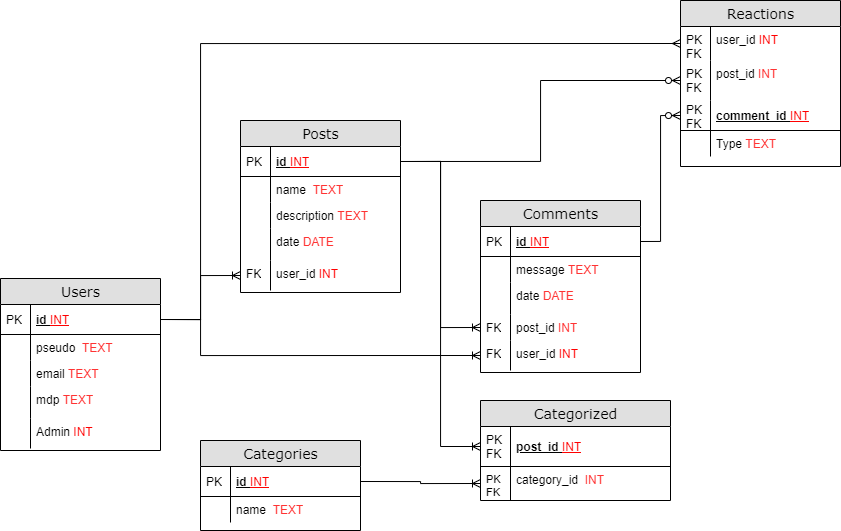 Reactions
PK user_id INT
FK
PK post_id INT
FK
PK comment_id INT
FK
Type TEXT
Posts
PK id INT
name TEXT
description TEXT
date DATE
FK user_id INT
Comments
PK id INT
message TEXT
date DATE
FK post_id INT
FK user_id INT
Users
PK id INT
pseudo TEXT
email TEXT
mdp TEXT
Admin INT
Categorized
PK post_id INT
FK
PK category_id INT
FK
Categories
PK id INT
name TEXT